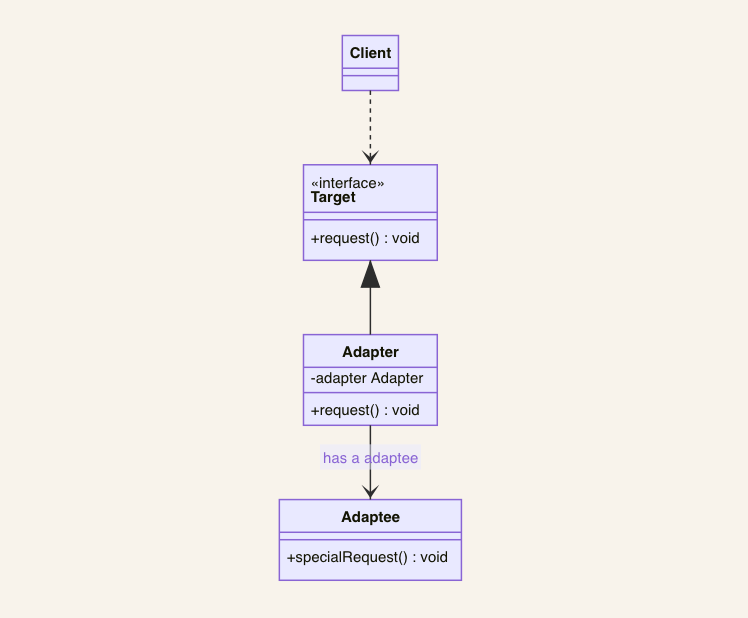 Client
«interface»
Target
+request() : void
Adapter
-adapter Adapter
+request() : void
has a adaptee
Adaptee
+specialRequest() : void